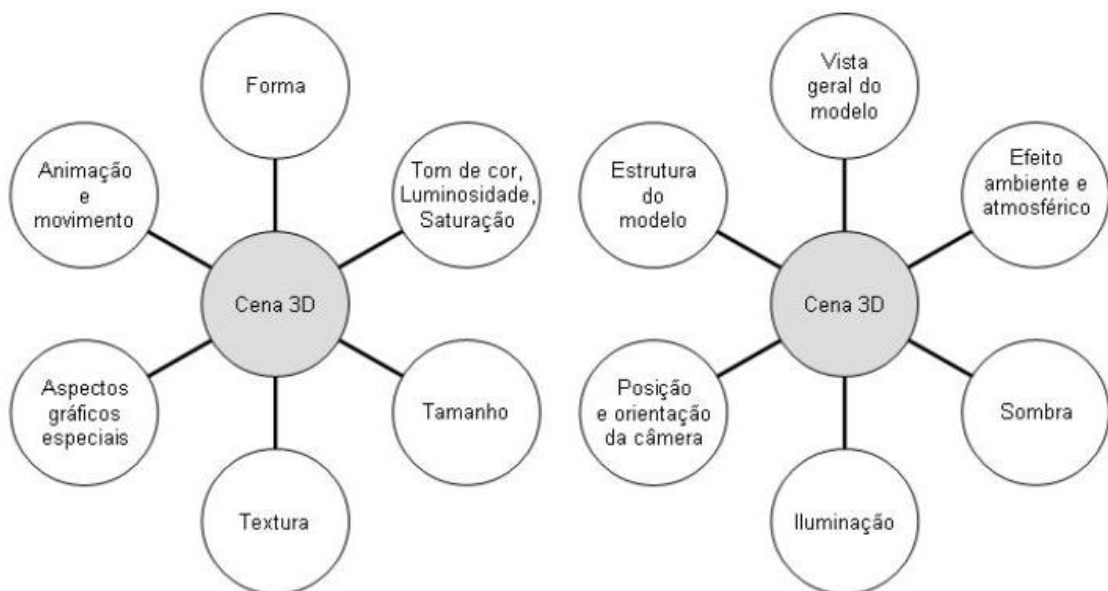 Forma
Tom de cor,
Luminosidade,
Saturação
Tamanho
Textura
Aspectos
gráficos
especiais
Animação
e
movimento
Cena 3D
Vista
geral do
modelo
Efeito
ambiente e
atmosférico
Sombra
Iluminação
Posição
e orientação
da câmera
Estrutura
do
modelo
Cena 3D